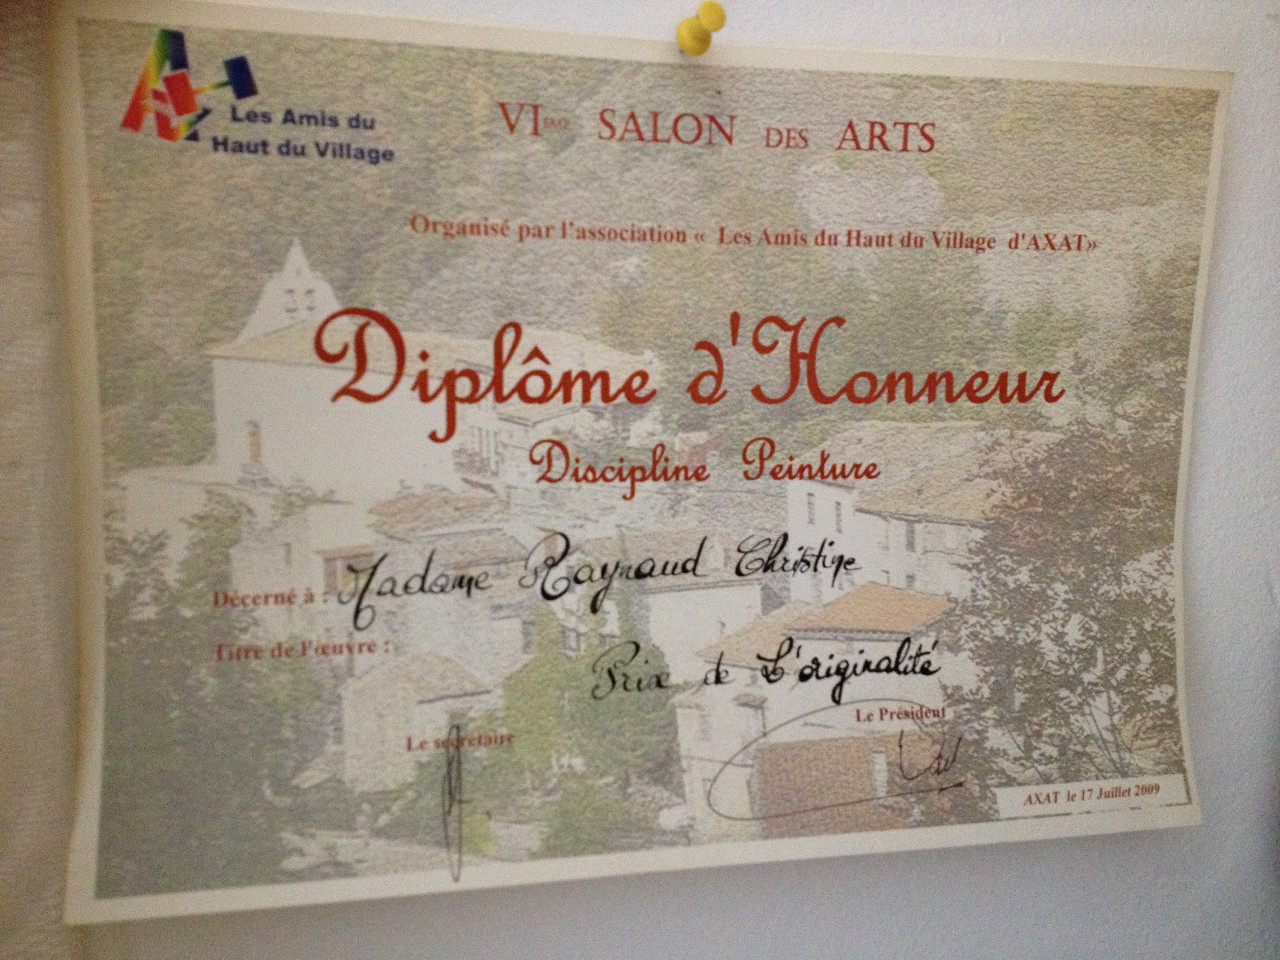 Les Amis du
Haut du Village
VIème SALON DES ARTS
Organisé par l'association « Les Amis du Haut du Village d'AXAT»
Diplôme d'Honneur
Discipline Peinture
Décerné à : Madame Raynaud Christine
Titre de l'œuvre :
Prix de L'originalité
Le Président
Le secrétaire
AXAT le 17 Juillet 2009